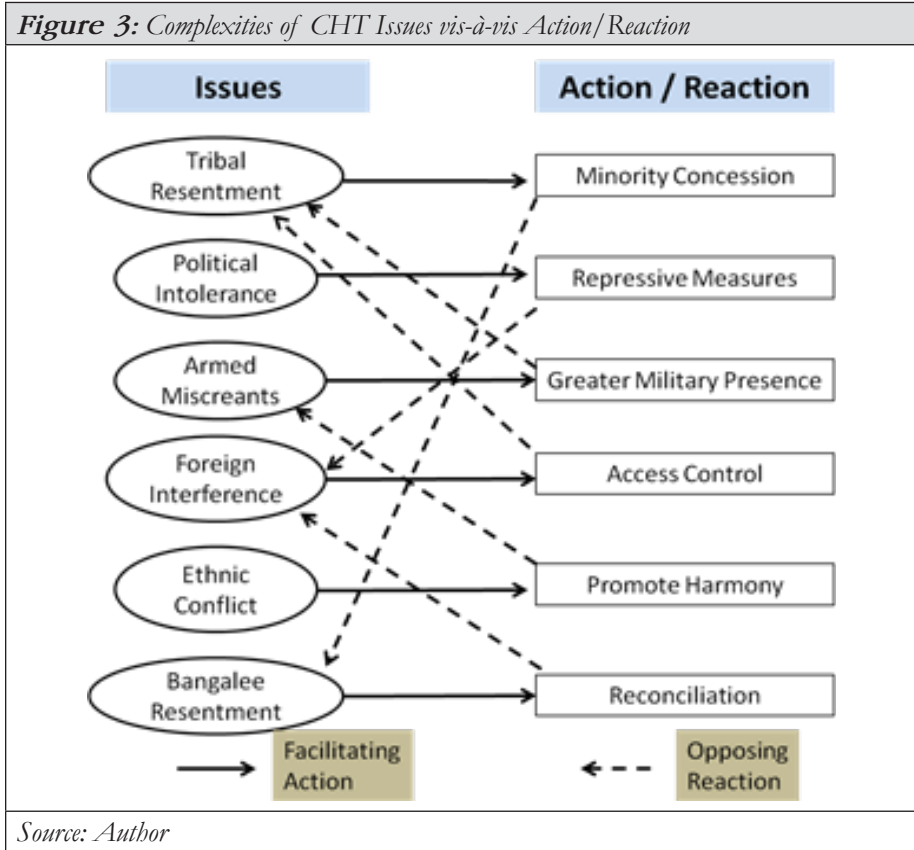 Figure 3: Complexities of CHT Issues vis-à-vis Action/Reaction
Issues
Action / Reaction
Tribal
Resentment
Minority Concession
Political
Intolerance
Repressive Measures
Armed
Miscreants
Greater Military Presence
Foreign
Interference
Access Control
Ethnic
Conflict
Promote Harmony
Bangalee
Resentment
Reconciliation
Facilitating
Action
Opposing
Reaction
Source: Author